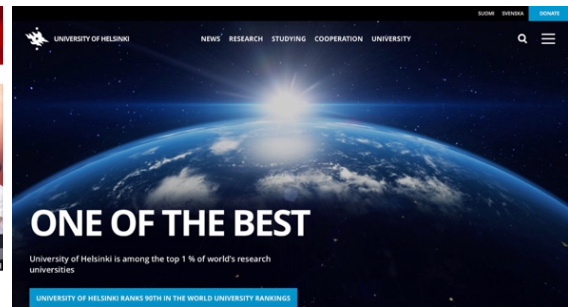 SUOMI SVENSKA DONATE
UNIVERSITY OF HELSINKI NEWS RESEARCH STUDYING COOPERATION UNIVERSITY
ONE OF THE BEST
University of Helsinki is among the top 1 % of world's research
universities
UNIVERSITY OF HELSINKI RANKS 90TH IN THE WORLD UNIVERSITY RANKINGS